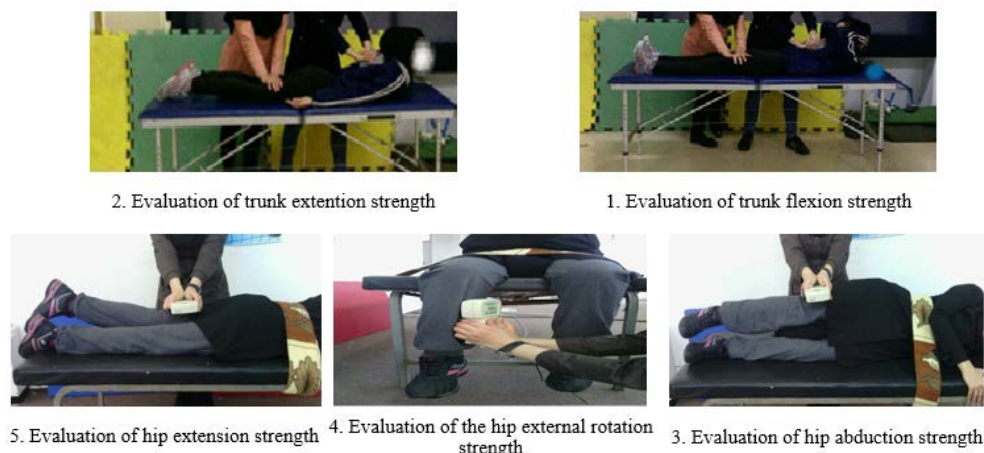 2. Evaluation of trunk extention strength
1. Evaluation of trunk flexion strength
5. Evaluation of hip extension strength
4. Evaluation of the hip external rotation
strength
3. Evaluation of hip abduction strength